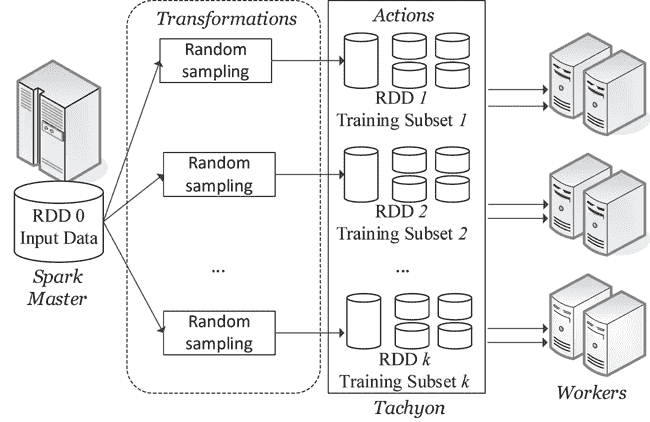 Transformations
Actions
Random
sampling
RDD 1
Training Subset 1
Random
sampling
RDD 2
Training Subset 2
RDD 0
Input Data
Spark
Master
...
...
Random
sampling
RDD k
Training Subset k
Tachyon
Workers